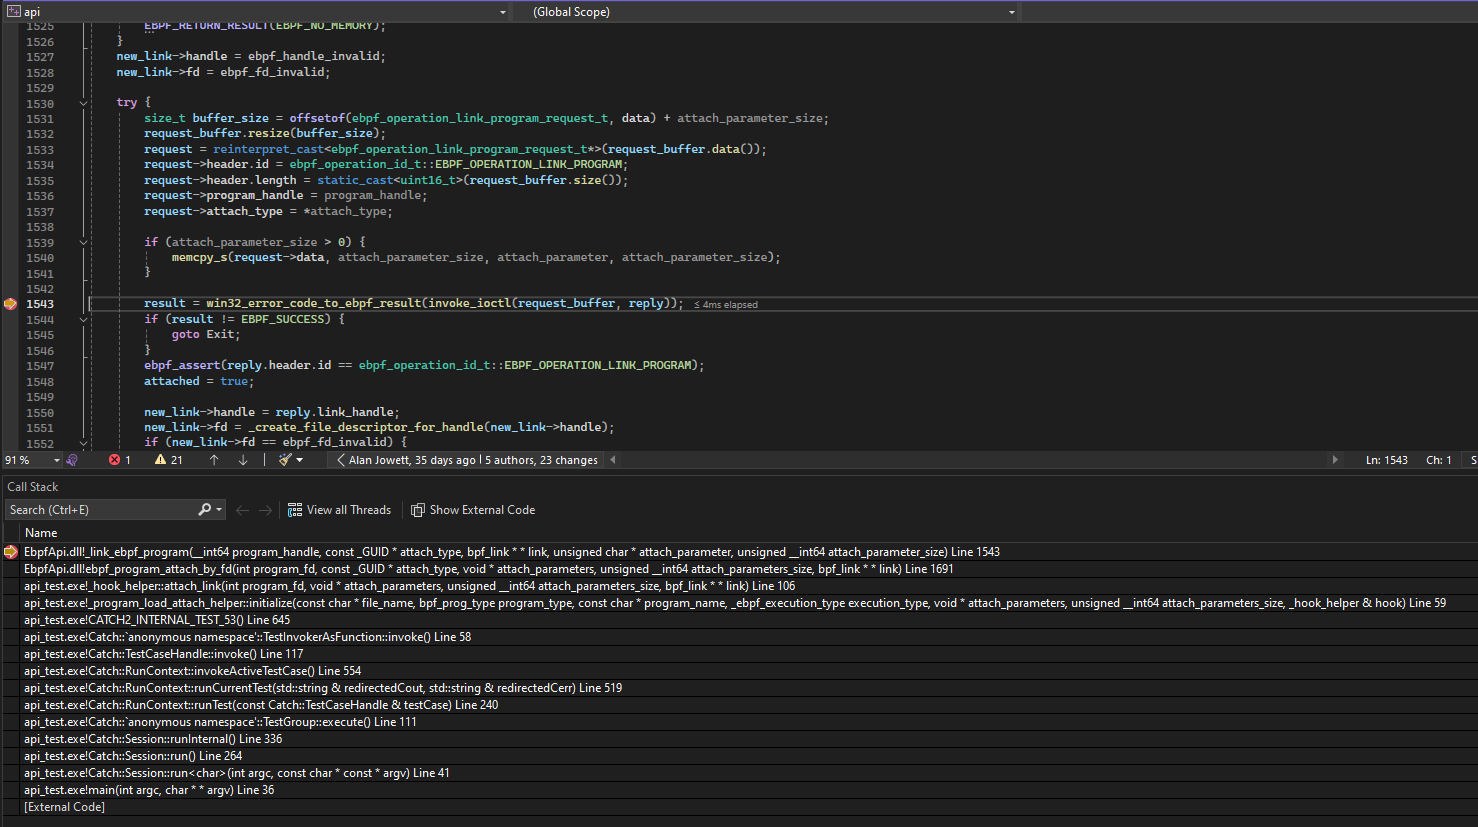 api (Global Scope)
1525 EBPF_RETURN_RESULT(EBPF_NO_MEMORY);
1526 }
1527 new_link->handle = ebpf_handle_invalid;
1528 new_link->fd = ebpf_fd_invalid;
1529
1530 try {
1531 size_t buffer_size = offsetof(ebpf_operation_link_program_request_t, data) + attach_parameter_size;
1532 request_buffer.resize(buffer_size);
1533 request = reinterpret_cast<ebpf_operation_link_program_request_t*>(request_buffer.data());
1534 request->header.id = ebpf_operation_id_t::EBPF_OPERATION_LINK_PROGRAM;
1535 request->header.length = static_cast<uint16_t>(request_buffer.size());
1536 request->program_handle = program_handle;
1537 request->attach_type = *attach_type;
1538
1539 if (attach_parameter_size > 0) {
1540 memcpy_s(request->data, attach_parameter_size, attach_parameter, attach_parameter_size);
1541 }
1542
1543 result = win32_error_code_to_ebpf_result(invoke_ioctl(request_buffer, reply)); ≤ 4ms elapsed
1544 if (result != EBPF_SUCCESS) {
1545 goto Exit;
1546 }
1547 ebpf_assert(reply.header.id == ebpf_operation_id_t::EBPF_OPERATION_LINK_PROGRAM);
1548 attached = true;
1549
1550 new_link->handle = reply.link_handle;
1551 new_link->fd = _create_file_descriptor_for_handle(new_link->handle);
1552 if (new_link->fd == ebpf_fd_invalid) {
91 % 1 21 Alan Jowett, 35 days ago | 5 authors, 23 changes Ln: 1543 Ch: 1 S
Call Stack
Search (Ctrl+E) View all Threads Show External Code
Name
EbpfApi.dll!_link_ebpf_program(__int64 program_handle, const _GUID * attach_type, bpf_link * * link, unsigned char * attach_parameter, unsigned __int64 attach_parameter_size) Line 1543
EbpfApi.dll!ebpf_program_attach_by_fd(int program_fd, const _GUID * attach_type, void * attach_parameters, unsigned __int64 attach_parameters_size, bpf_link * * link) Line 1691
api_test.exe!_hook_helper::attach_link(int program_fd, void * attach_parameters, unsigned __int64 attach_parameters_size, bpf_link * * link) Line 106
api_test.exe!_program_load_attach_helper::initialize(const char * file_name, bpf_prog_type program_type, const char * program_name, _ebpf_execution_type execution_type, void * attach_parameters, unsigned __int64 attach_parameters_size, _hook_helper & hook) Line 59
api_test.exe!CATCH2_INTERNAL_TEST_53() Line 645
api_test.exe!Catch::`anonymous namespace'::TestInvokerAsFunction::invoke() Line 58
api_test.exe!Catch::TestCaseHandle::invoke() Line 117
api_test.exe!Catch::RunContext::invokeActiveTestCase() Line 554
api_test.exe!Catch::RunContext::runCurrentTest(std::string & redirectedCout, std::string & redirectedCerr) Line 519
api_test.exe!Catch::RunContext::runTest(const Catch::TestCaseHandle & testCase) Line 240
api_test.exe!Catch::`anonymous namespace'::TestGroup::execute() Line 111
api_test.exe!Catch::Session::runInternal() Line 336
api_test.exe!Catch::Session::run() Line 264
api_test.exe!Catch::Session::run<char>(int argc, const char * const * argv) Line 41
api_test.exe!main(int argc, char * * argv) Line 36
[External Code]